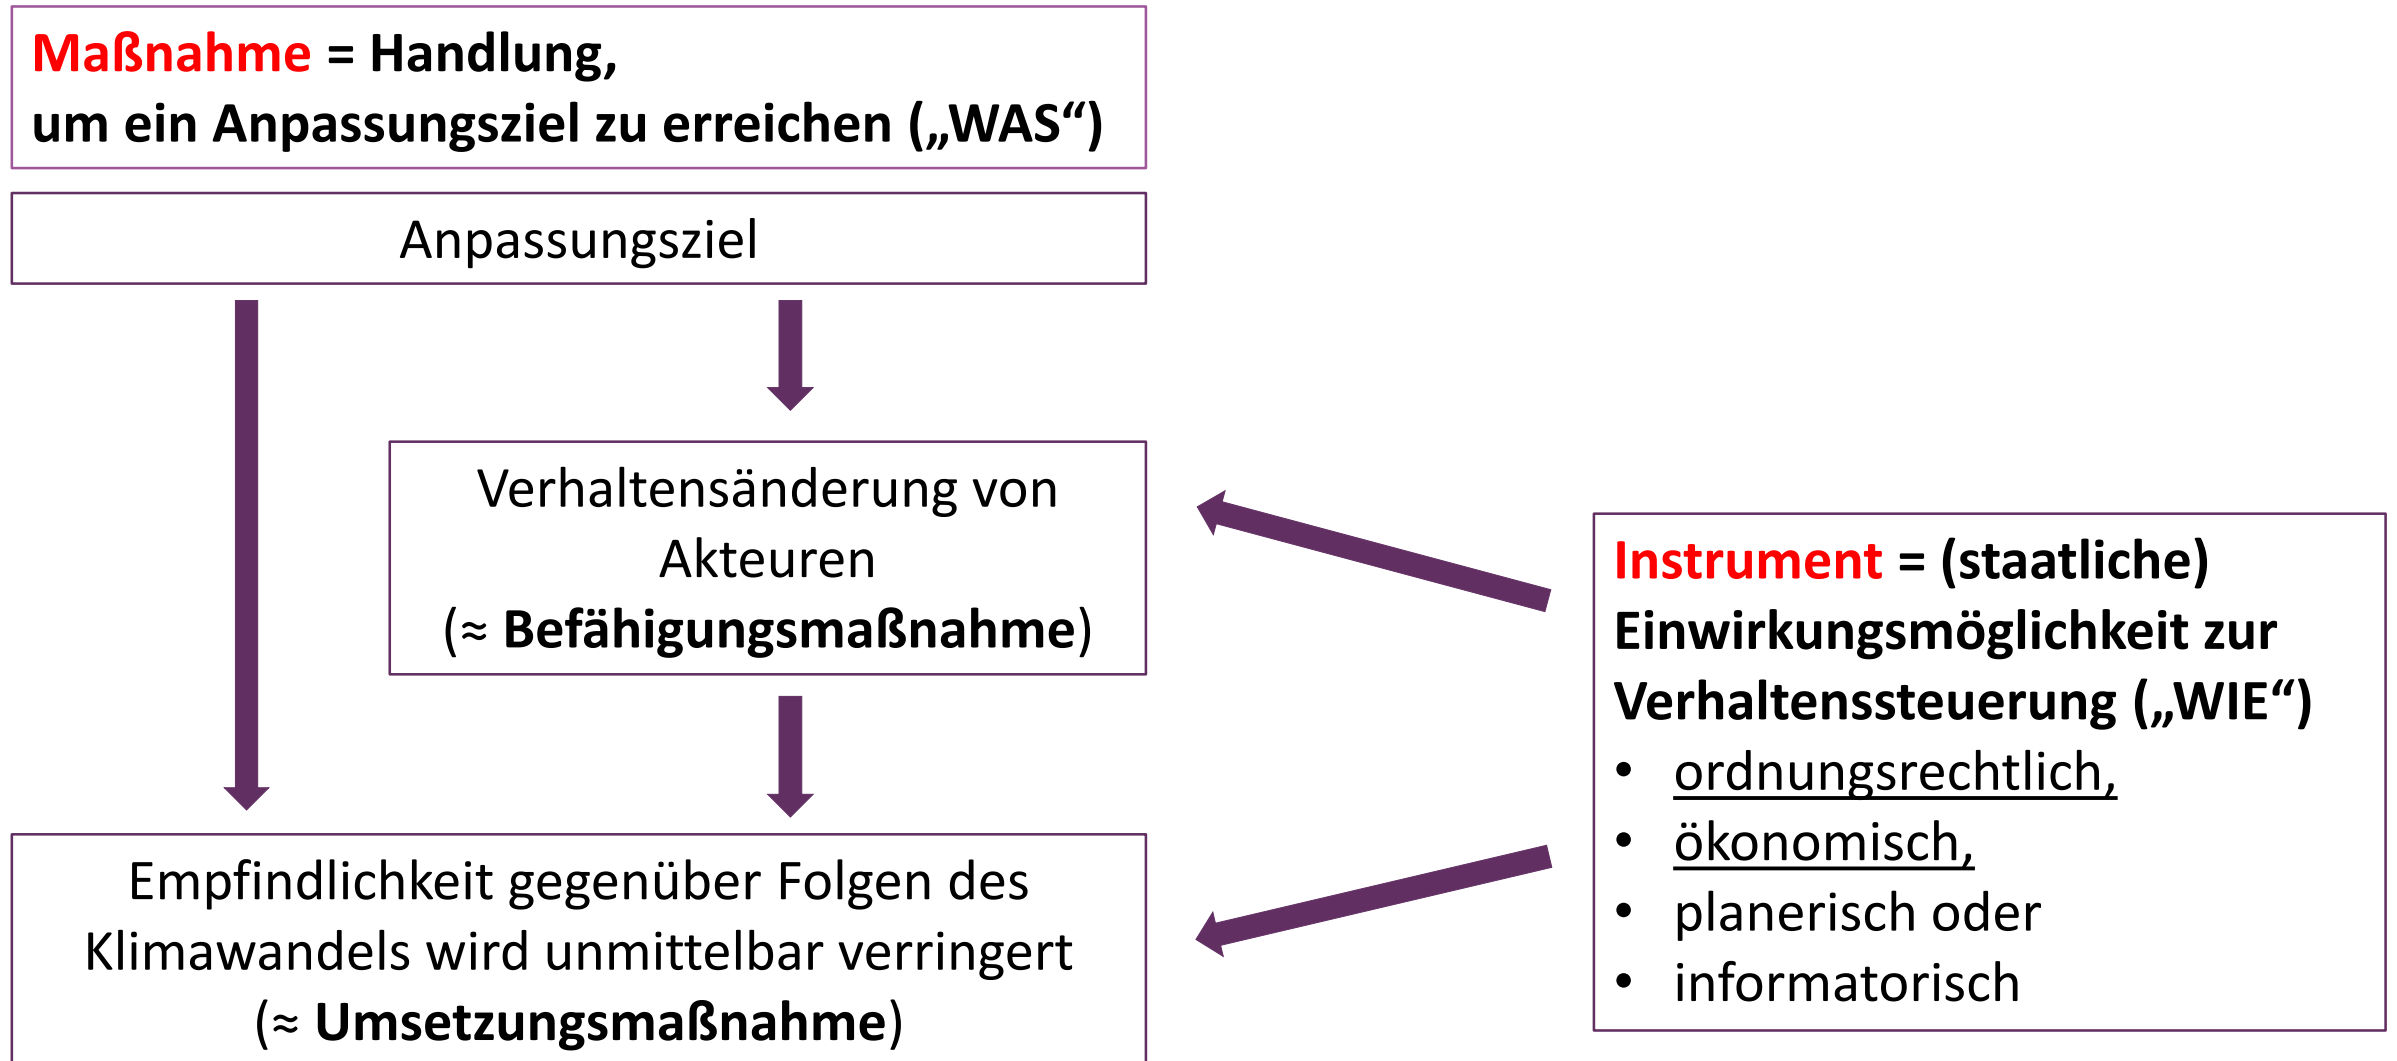 Maßnahme = Handlung,
um ein Anpassungsziel zu erreichen („WAS“)
Anpassungsziel
Verhaltensänderung von
Akteuren
(≈ Befähigungsmaßnahme)
Empfindlichkeit gegenüber Folgen des
Klimawandels wird unmittelbar verringert
(≈ Umsetzungsmaßnahme)
Instrument = (staatliche)
Einwirkungsmöglichkeit zur
Verhaltenssteuerung („WIE“)
• ordnungsrechtlich,
• ökonomisch,
• planerisch oder
• informatorisch